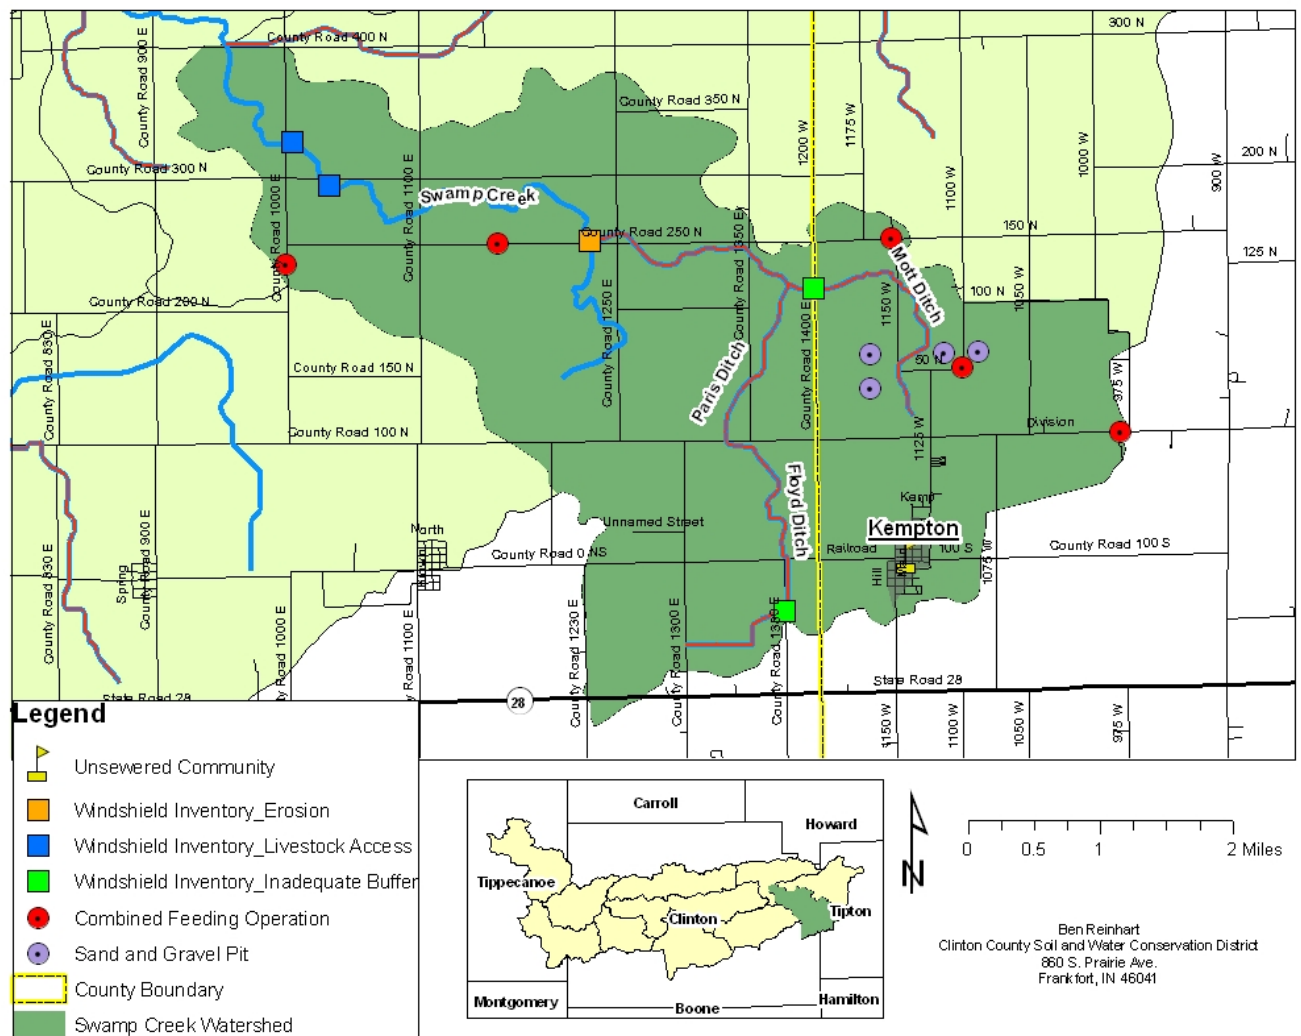 300 N
County Road 400 N
County Road 900 E
County Road 350 N
1200 W
1175 W
1000 W
200 N
900 W
County Road 300 N
County Road 1000 E
County Road 1100 E
1100 W
Swamp Creek
County Road 250 N
County Road 1350 E
150 N
Mott Ditch
125 N
County Road 200 N
County Road 1250 E
County Road 1400 E
1150 W
100 N
1050 W
County Road 830 E
Paris Ditch
50 N
975 W
County Road 150 N
County Road 100 N
1125 W
Division
Floyd Ditch
Kemp
Kempton
Unnamed Street
North
Brown
County Road 0 NS
Railroad
Main
100 S
County Road 100 S
Hill
1075 W
Spring
County Road 900 E
County Road 830 E
County Road 1230 E
County Road 1300 E
County Road 1380 E
y Road 1000 E
y Road 1100 E
State Road 28
State Road 28
28
1150 W
1100 W
1050 W
975 W
Legend
Unsewered Community
Windshield Inventory_Erosion
Windshield Inventory_Livestock Access
Windshield Inventory_Inadequate Buffer
Combined Feeding Operation
Sand and Gravel Pit
County Boundary
Swamp Creek Watershed
Carroll
Howard
Tippecanoe
Clinton
Tipton
Montgomery
Boone
Hamilton
N
0 0.5 1 2 Miles
Ben Reinhart
Clinton County Soil and Water Conservation District
860 S. Prairie Ave.
Frankfort, IN 46041